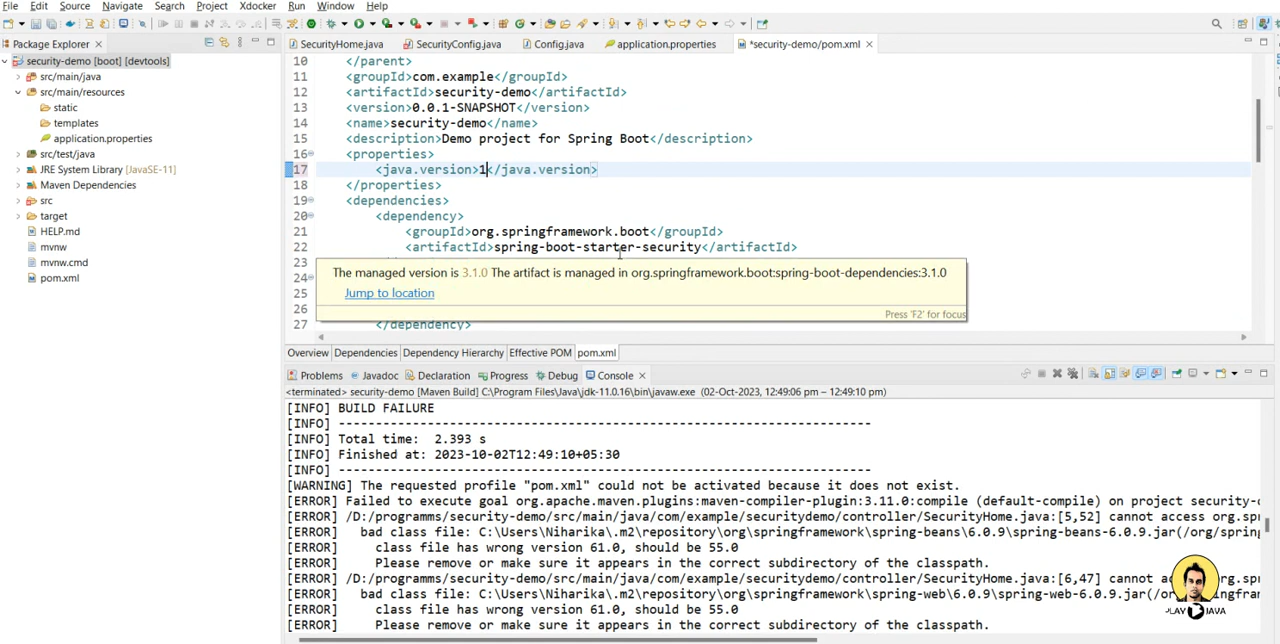 File Edit Source Navigate Search Project Xdocker Run Window Help
Package Explorer
SecurityHome.java SecurityConfig.java Config.java application.properties *security-demo/pom.xml
security-demo [boot] [devtools]
src/main/java
src/main/resources
static
templates
application.properties
src/test/java
JRE System Library [JavaSE-11]
Maven Dependencies
src
target
HELP.md
mvnw
mvnw.cmd
pom.xml
10 </parent>
11 <groupId>com.example</groupId>
12 <artifactId>security-demo</artifactId>
13 <version>0.0.1-SNAPSHOT</version>
14 <name>security-demo</name>
15 <description>Demo project for Spring Boot</description>
16 <properties>
17 <java.version>1</java.version>
18 </properties>
19 <dependencies>
20 <dependency>
21 <groupId>org.springframework.boot</groupId>
22 <artifactId>spring-boot-starter-security</artifactId>
23
24
25
26
27 </dependency>
The managed version is 3.1.0 The artifact is managed in org.springframework.boot:spring-boot-dependencies:3.1.0
Jump to location
Press 'F2' for focus
Overview Dependencies Dependency Hierarchy Effective POM pom.xml
Problems Javadoc Declaration Progress Debug Console
<terminated> security-demo [Maven Build] C:\Program Files\Java\jdk-11.0.16\bin\javaw.exe (02-Oct-2023, 12:49:06 pm – 12:49:10 pm)
[INFO] BUILD FAILURE
[INFO] ------------------------------------------------------------------------
[INFO] Total time: 2.393 s
[INFO] Finished at: 2023-10-02T12:49:10+05:30
[INFO] ------------------------------------------------------------------------
[WARNING] The requested profile "pom.xml" could not be activated because it does not exist.
[ERROR] Failed to execute goal org.apache.maven.plugins:maven-compiler-plugin:3.11.0:compile (default-compile) on project security-
[ERROR] /D:/programms/security-demo/src/main/java/com/example/securitydemo/controller/SecurityHome.java:[5,52] cannot access org.sp
[ERROR] bad class file: C:\Users\Niharika\.m2\repository\org\springframework\spring-beans\6.0.9\spring-beans-6.0.9.jar(/org/spring
[ERROR] class file has wrong version 61.0, should be 55.0
[ERROR] Please remove or make sure it appears in the correct subdirectory of the classpath.
[ERROR] /D:/programms/security-demo/src/main/java/com/example/securitydemo/controller/SecurityHome.java:[6,47] cannot
[ERROR] bad class file: C:\Users\Niharika\.m2\repository\org\springframework\spring-web\6.0.9\spring-web-6.0.9.jar(/or
[ERROR] class file has wrong version 61.0, should be 55.0
[ERROR] Please remove or make sure it appears in the correct subdirectory of the classpath.
JAVA